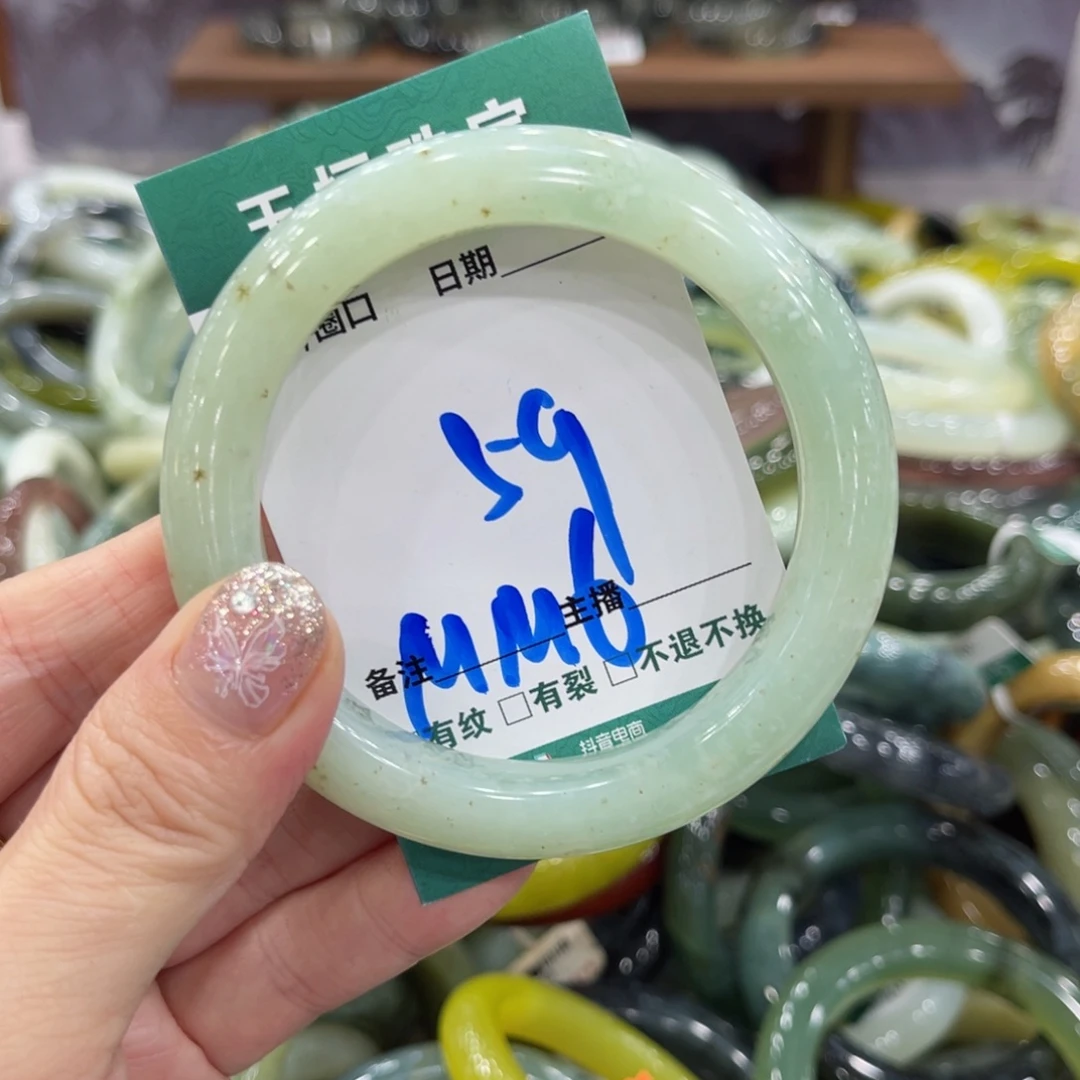 日期
圈口
59
MM6
主播
备注
有纹 □有裂 □不退不换
抖音电商